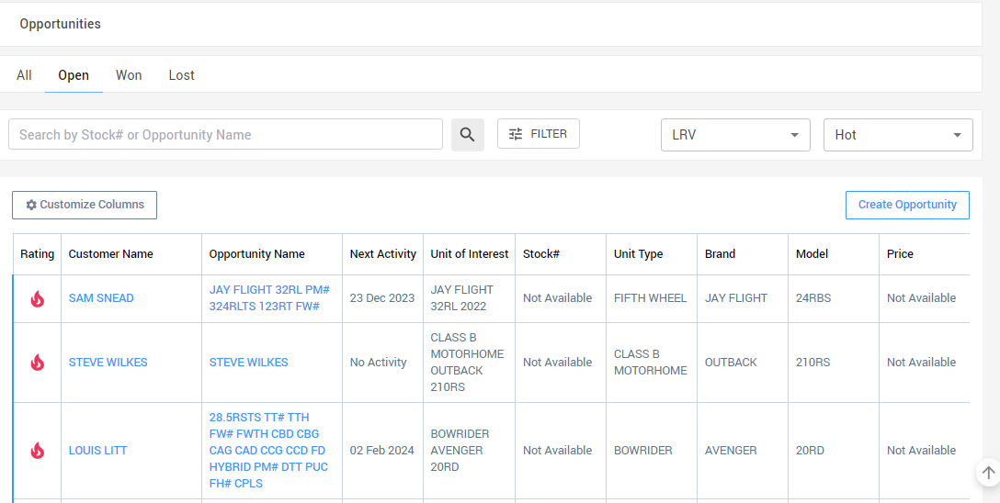 Opportunities
All Open Won Lost
Search by Stock# or Opportunity Name FILTER LRV Hot
Customize Columns Create Opportunity
Rating Customer Name Opportunity Name Next Activity Unit of Interest Stock# Unit Type Brand Model Price
SAM SNEAD
JAY FLIGHT 32RL PM#
324RLTS 123RT FW#
23 Dec 2023
JAY FLIGHT
32RL 2022
Not Available
FIFTH WHEEL
JAY FLIGHT
24RBS
Not Available
STEVE WILKES
STEVE WILKES
No Activity
CLASS B
MOTORHOME
OUTBACK
210RS
Not Available
CLASS B
MOTORHOME
OUTBACK
210RS
Not Available
LOUIS LITT
28.5RSTS TT# TTH
FW# FWTH CBD CBG
CAG CAD CCG CCD FD
HYBRID PM# DTT PUC
FH# CPLS
02 Feb 2024
BOWRIDER
AVENGER
20RD
Not Available
BOWRIDER
AVENGER
20RD
Not Available